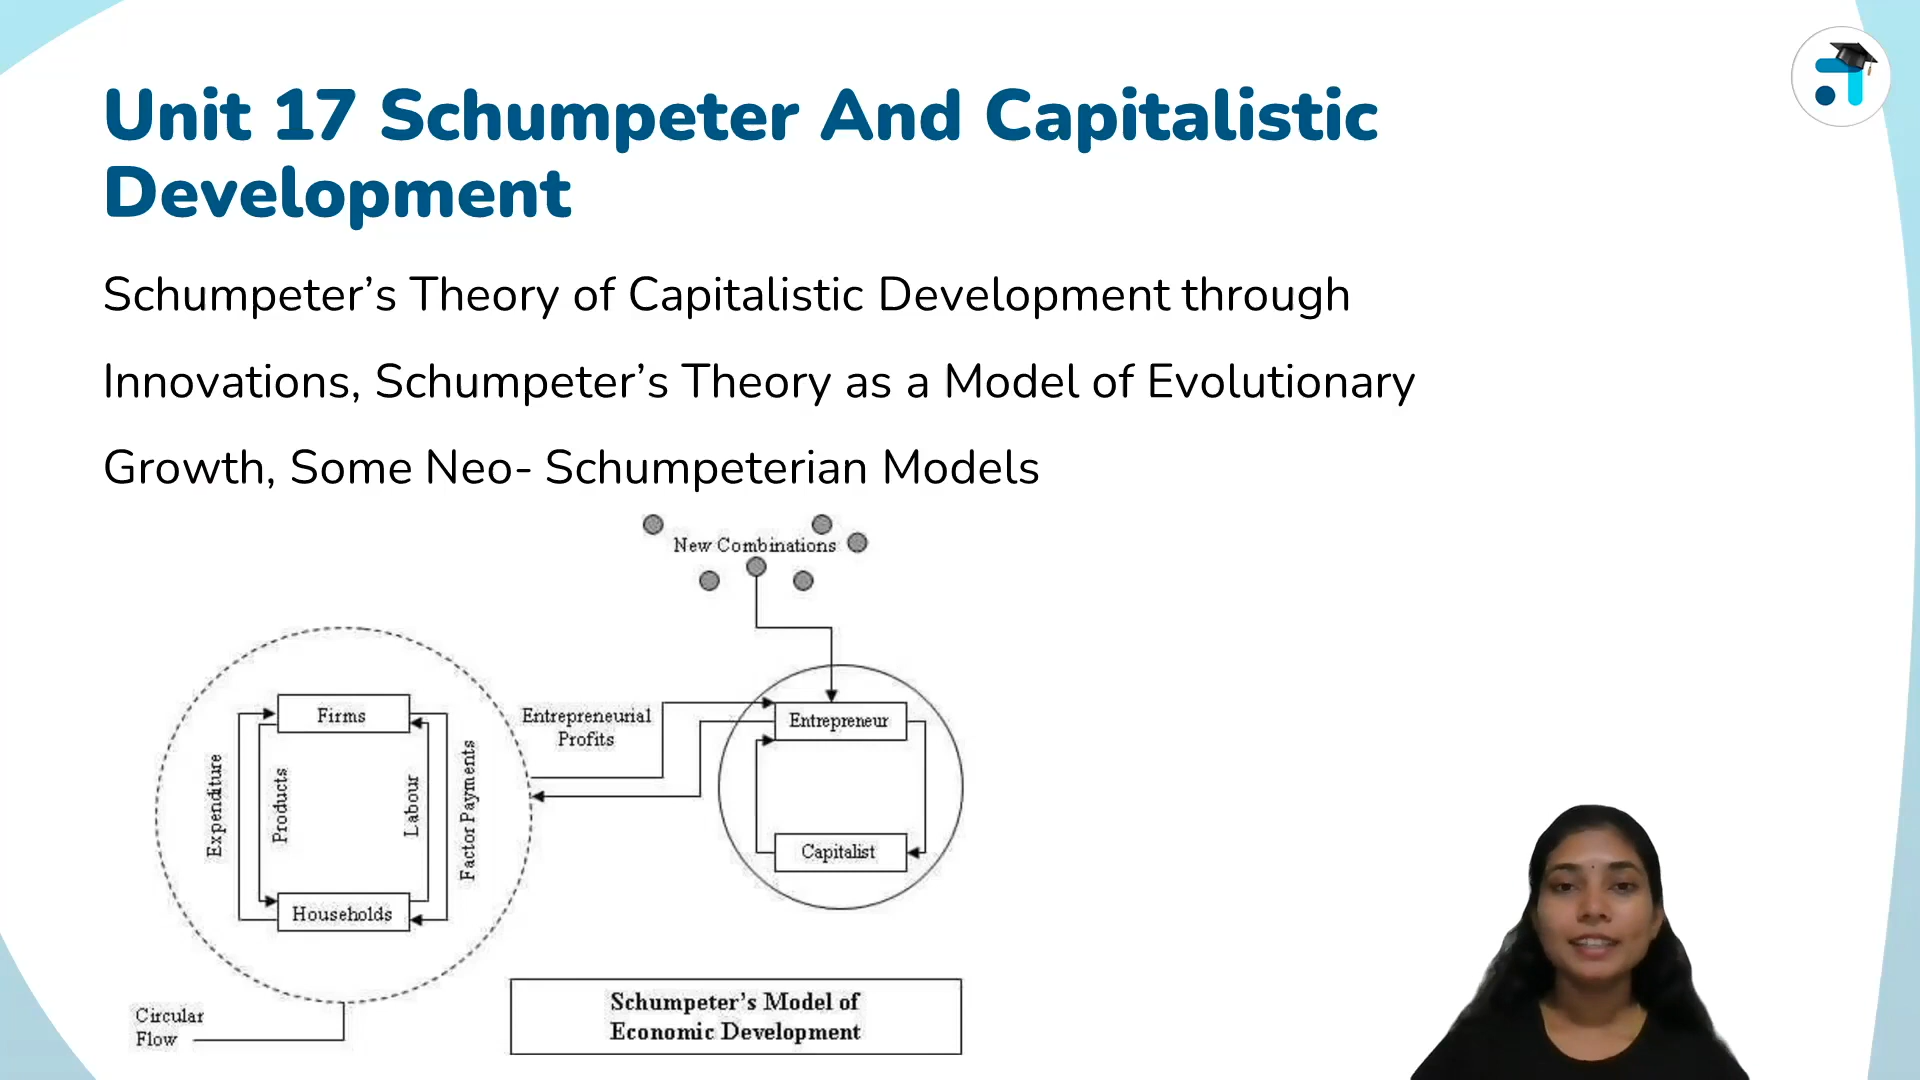 Unit 17 Schumpeter And Capitalistic
Development
Schumpeter’s Theory of Capitalistic Development through
Innovations, Schumpeter’s Theory as a Model of Evolutionary
Growth, Some Neo- Schumpeterian Models
New Combinations
Firms
Entrepreneurial
Profits
Entrepreneur
Expenditure
Products
Labour
Factor Payments
Capitalist
Households
Circular
Flow
Schumpeter’s Model of
Economic Development